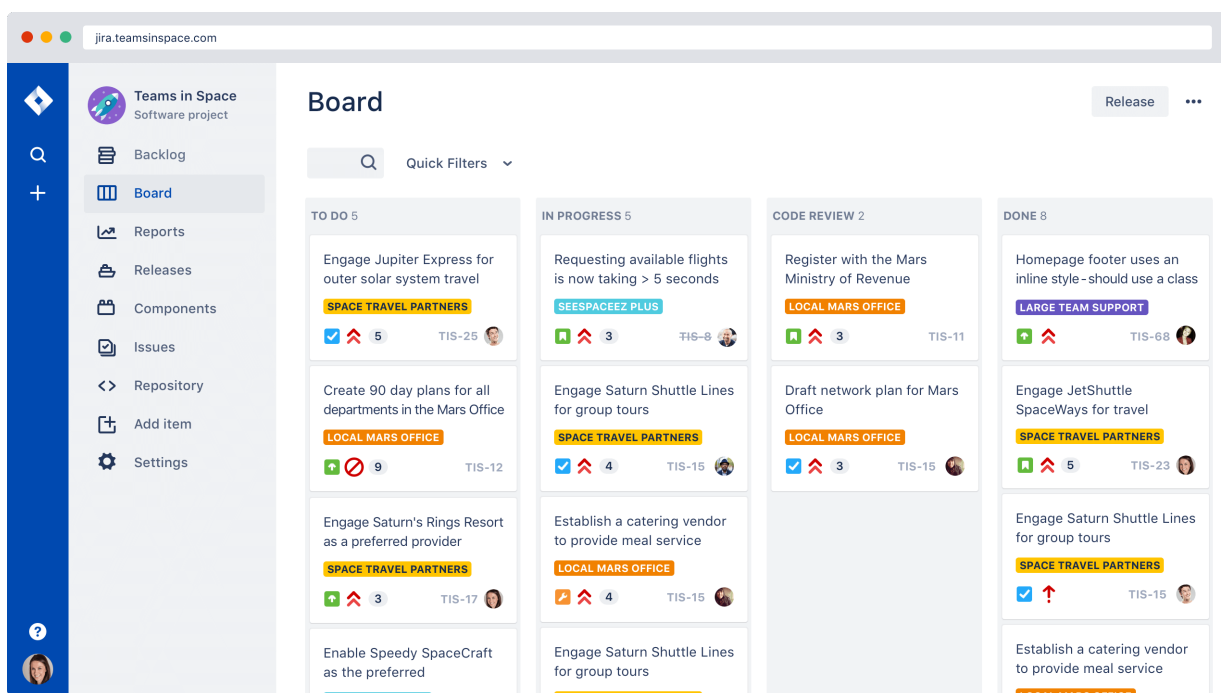 jira.teamsinspace.com
Teams in Space
Software project
Backlog
Board
Reports
Releases
Components
Issues
Repository
Add item
Settings
?
Board
Release
Quick Filters
TO DO 5
Engage Jupiter Express for
outer solar system travel
SPACE TRAVEL PARTNERS
5 TIS-25
Create 90 day plans for all
departments in the Mars Office
LOCAL MARS OFFICE
9 TIS-12
Engage Saturn's Rings Resort
as a preferred provider
SPACE TRAVEL PARTNERS
3 TIS-17
Enable Speedy SpaceCraft
as the preferred
IN PROGRESS 5
Requesting available flights
is now taking > 5 seconds
SEESPACEEZ PLUS
3 TIS-8
Engage Saturn Shuttle Lines
for group tours
SPACE TRAVEL PARTNERS
4 TIS-15
Establish a catering vendor
to provide meal service
LOCAL MARS OFFICE
4 TIS-15
Engage Saturn Shuttle Lines
for group tours
CODE REVIEW 2
Register with the Mars
Ministry of Revenue
LOCAL MARS OFFICE
3 TIS-11
Draft network plan for Mars
Office
LOCAL MARS OFFICE
3 TIS-15
DONE 8
Homepage footer uses an
inline style-should use a class
LARGE TEAM SUPPORT
TIS-68
Engage JetShuttle
SpaceWays for travel
SPACE TRAVEL PARTNERS
5 TIS-23
Engage Saturn Shuttle Lines
for group tours
SPACE TRAVEL PARTNERS
TIS-15
Establish a catering vendor
to provide meal service